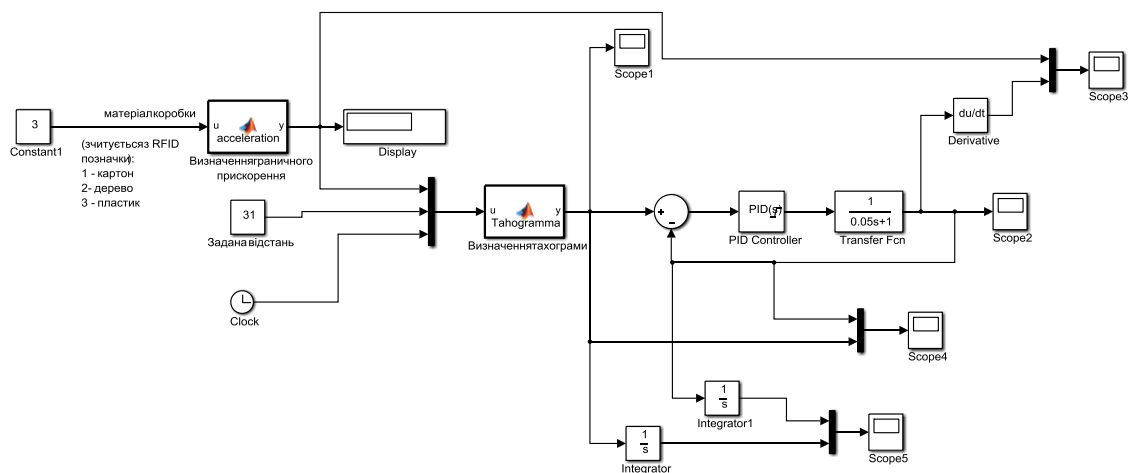 Scope1
Scope3
3
Constant1
матеріалкоробки
u
y
acceleration
Визначенняграничного
прискорення
Display
du/dt
Derivative
(зчитуєтьсяз RFID
позначки):
1 - картон
2- дерево
3 - пластик
31
Задана відстань
u
y
Tahogramma
Визначеннятахограми
+
−
PID(s)
PID Controller
1
0.05s+1
Transfer Fcn
Scope2
Clock
Scope4
1
s
Integrator1
1
s
Integrator
Scope5